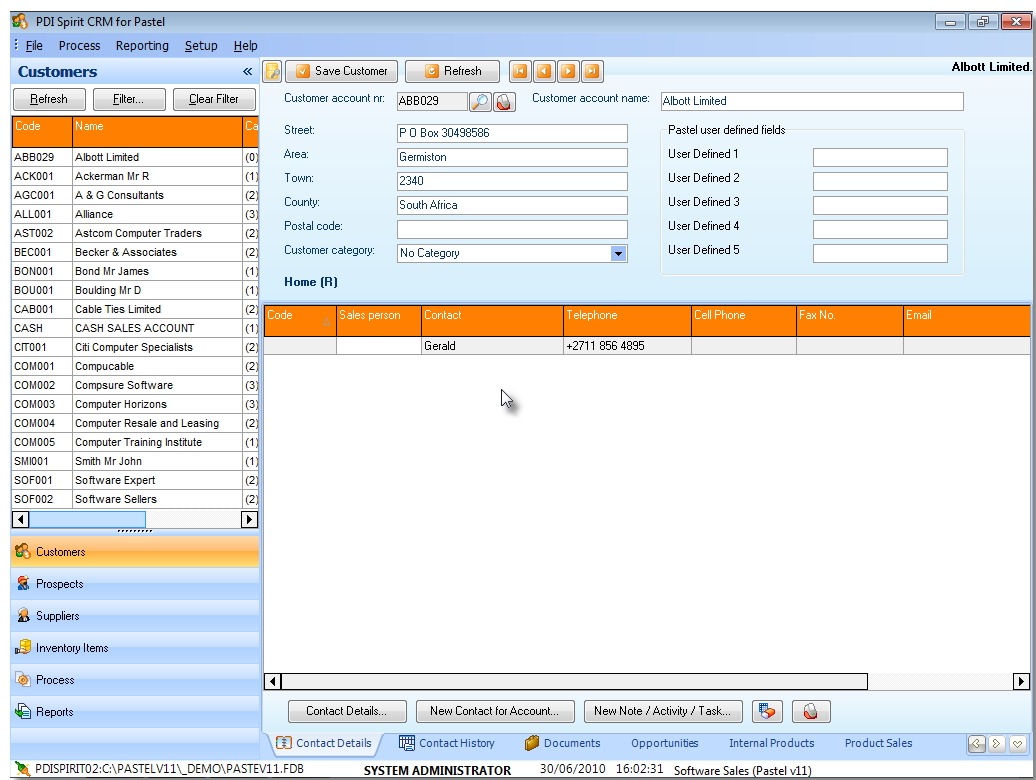 PDI Spirit CRM for Pastel
File Process Reporting Setup Help
Customers «
Save Customer Refresh
Albott Limited.
Refresh Filter... Clear Filter
Customer account nr: ABB029 Customer account name: Albott Limited
Street: P O Box 30498586
Area: Germiston
Town: 2340
County: South Africa
Postal code:
Customer category: No Category
Home (R)
Pastel user defined fields
User Defined 1
User Defined 2
User Defined 3
User Defined 4
User Defined 5
Code Name Ca
ABB029 Albott Limited (0)
ACK001 Ackerman Mr R (1)
AGC001 A & G Consultants (2)
ALL001 Alliance (3)
AST002 Astcom Computer Traders (2)
BEC001 Becker & Associates (2)
BON001 Bond Mr James (1)
BOU001 Boulding Mr D (1)
CAB001 Cable Ties Limited (2)
CASH CASH SALES ACCOUNT (1)
CIT001 Citi Computer Specialists (2)
COM001 Compucable (2)
COM002 Compsure Software (3)
COM003 Computer Horizons (3)
COM004 Computer Resale and Leasing (2)
COM005 Computer Training Institute (1)
SMI001 Smith Mr John (1)
SOF001 Software Expert (2)
SOF002 Software Sellers (2)
Code Sales person Contact Telephone Cell Phone Fax No. Email
Gerald +2711 856 4895
Customers
Prospects
Suppliers
Inventory Items
Process
Reports
Contact Details... New Contact for Account... New Note / Activity / Task...
Contact Details Contact History Documents Opportunities Internal Products Product Sales
PDISPIRIT02:C:\PASTELV11\_DEMO\PASTEV11.FDB SYSTEM ADMINISTRATOR 30/06/2010 16:02:31 Software Sales (Pastel v11)